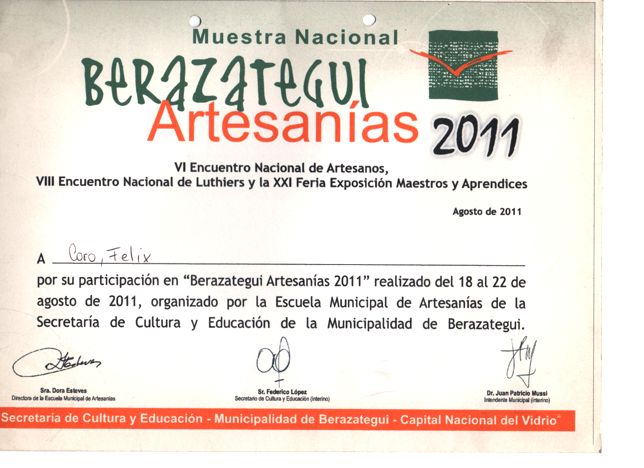 Muestra Nacional
BERAZATEGUI
Artesanías 2011
VI Encuentro Nacional de Artesanos,
VIII Encuentro Nacional de Luthiers y la XXI Feria Exposición Maestros y Aprendices
Agosto de 2011
A Coro, Felix
por su participación en “Berazategui Artesanías 2011” realizado del 18 al 22 de
agosto de 2011, organizado por la Escuela Municipal de Artesanías de la
Secretaría de Cultura y Educación de la Municipalidad de Berazategui.
Sra. Dora Esteves
Directora de la Escuela Municipal de Artesanías
Sr. Federico López
Secretario de Cultura y Educación (interino)
Dr. Juan Patricio Mussi
Intendente Municipal (interino)
Secretaria de Cultura y Educación - Municipalidad de Berazategui - Capital Nacional del Vidrio